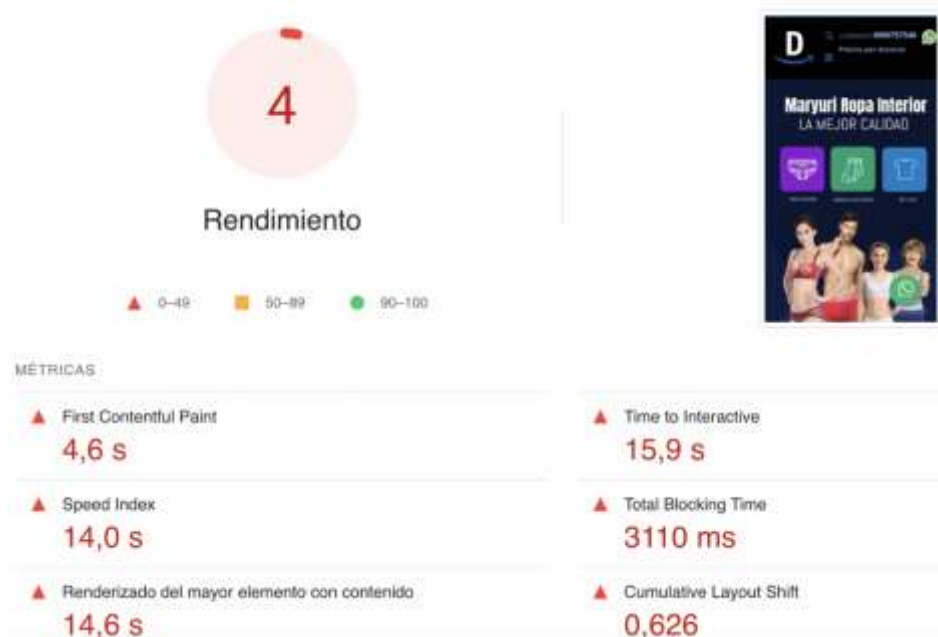 4
Rendimiento
0–49
50–89
90–100
D
Maryuri Ropa Interior
LA MEJOR CALIDAD
MÉTRICAS
First Contentful Paint
4,6 s
Time to Interactive
15,9 s
Speed Index
14,0 s
Total Blocking Time
3110 ms
Renderizado del mayor elemento con contenido
14,6 s
Cumulative Layout Shift
0,626